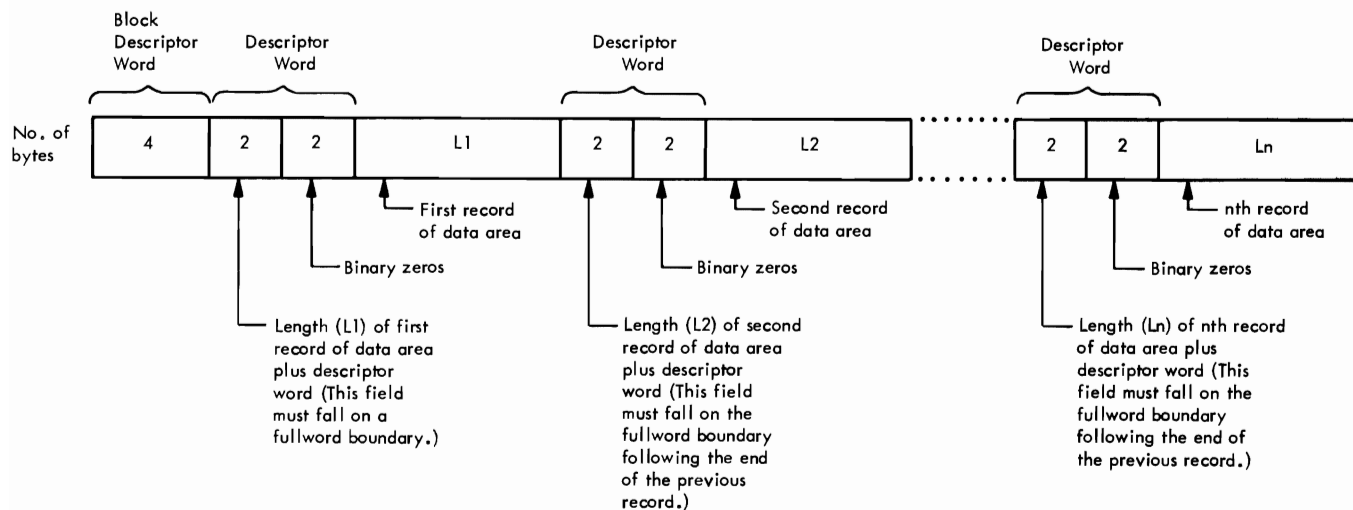 Block
Descriptor
Word
Descriptor
Word
Descriptor
Word
Descriptor
Word
No. of
bytes
4
2
2
L1
2
2
L2
2
2
Ln
First record
of data area
Second record
of data area
nth record
of data area
Binary zeros
Binary zeros
Binary zeros
Length (L1) of first
record of data area
plus descriptor
word (This field
must fall on a
fullword boundary.)
Length (L2) of second
record of data area
plus descriptor
word (This field
must fall on the
fullword boundary
following the end
of the previous
record.)
Length (Ln) of nth record
of data area plus
descriptor word (This
field must fall on the
fullword boundary
following the end of
the previous record.)